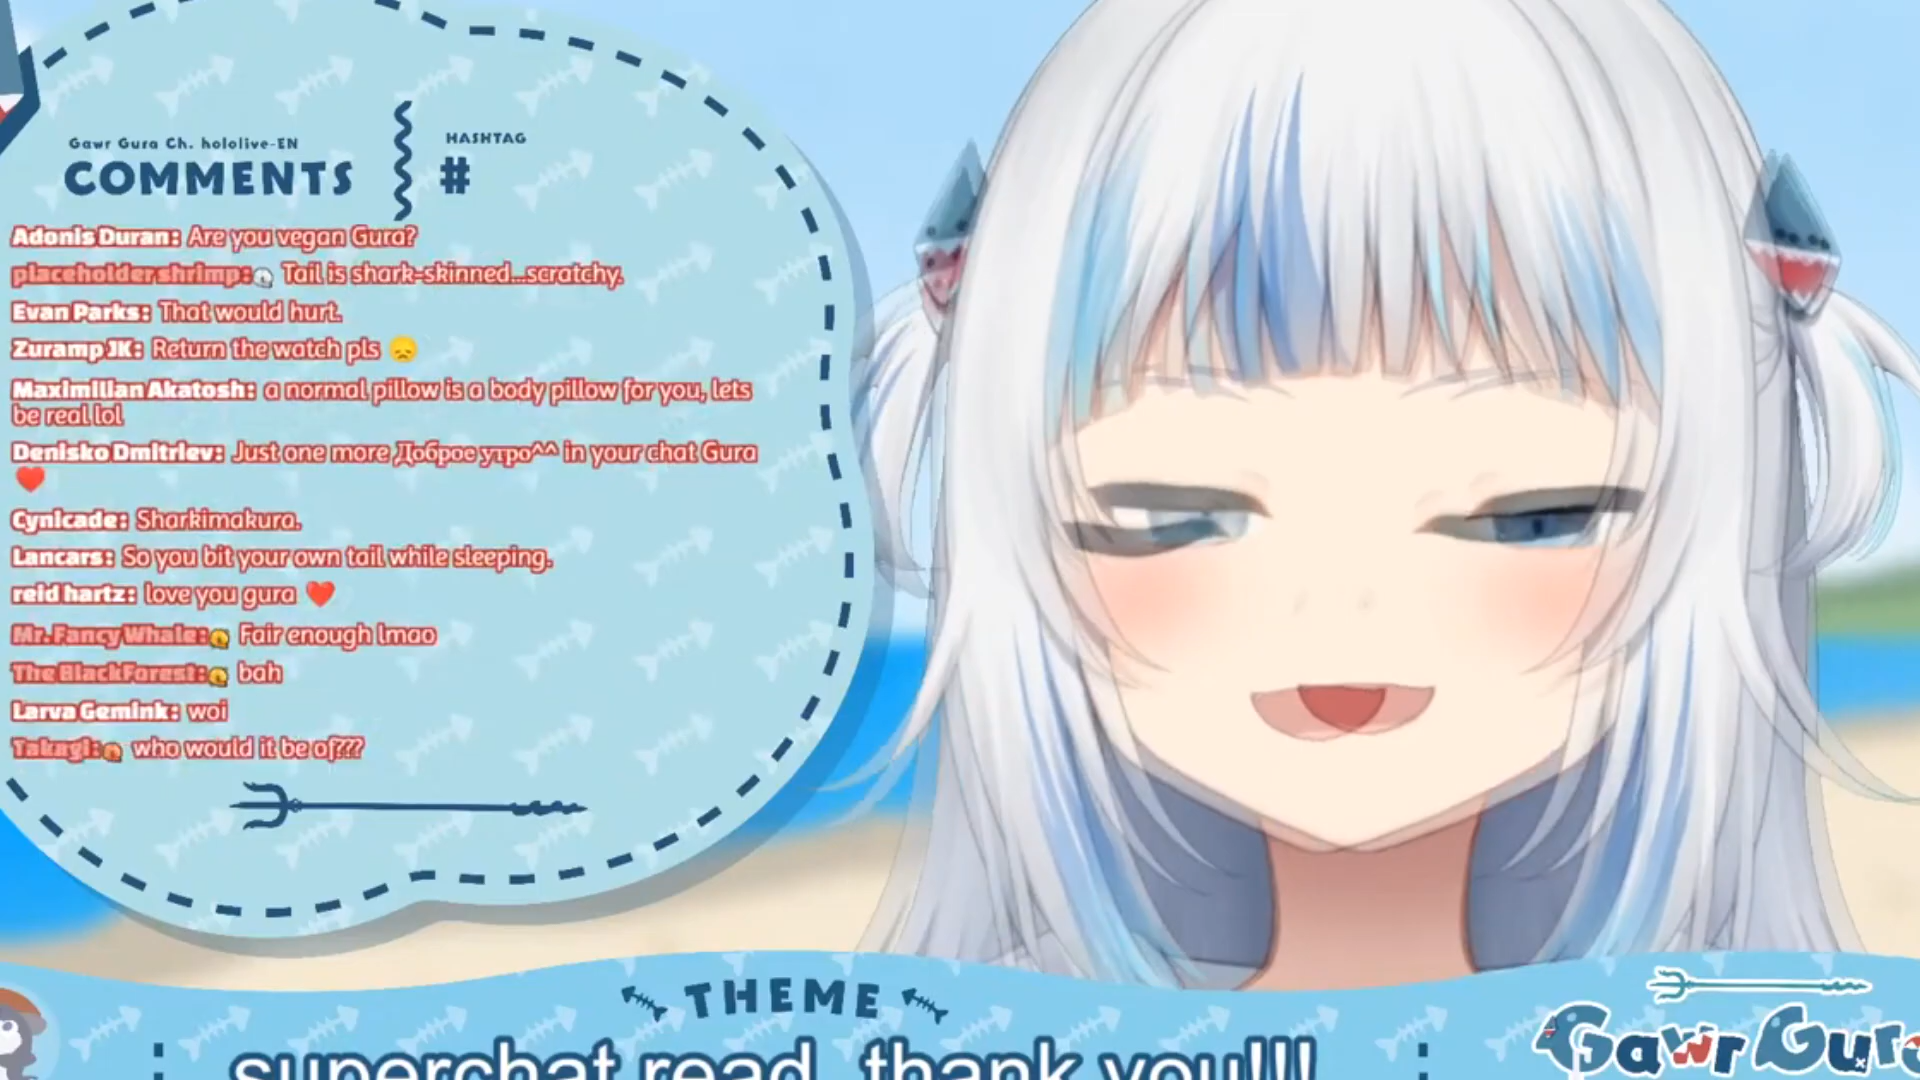 Gawr Gura Ch. hololive-EN
COMMENTS
HASHTAG
#
Adonis Duran: Are you vegan Gura?
placeholder shrimp: Tail is shark-skinned...scratchy.
Evan Parks: That would hurt.
Zuramp JK: Return the watch pls 😞
Maximilian Akatosh: a normal pillow is a body pillow for you, lets
be real lol
Denisko Dmitriev: Just one more Доброе утро^^ in your chat Gura
❤️
Cynicade: Sharkimakura.
Lancars: So you bit your own tail while sleeping.
reid hartz: love you gura ❤️
Mr. Fancy Whale: Fair enough lmao
The BlackForest: bah
Larva Gemink: woi
Takagi: who would it be of???
THEME
superchat read, thank you!!!
Gawr Gura